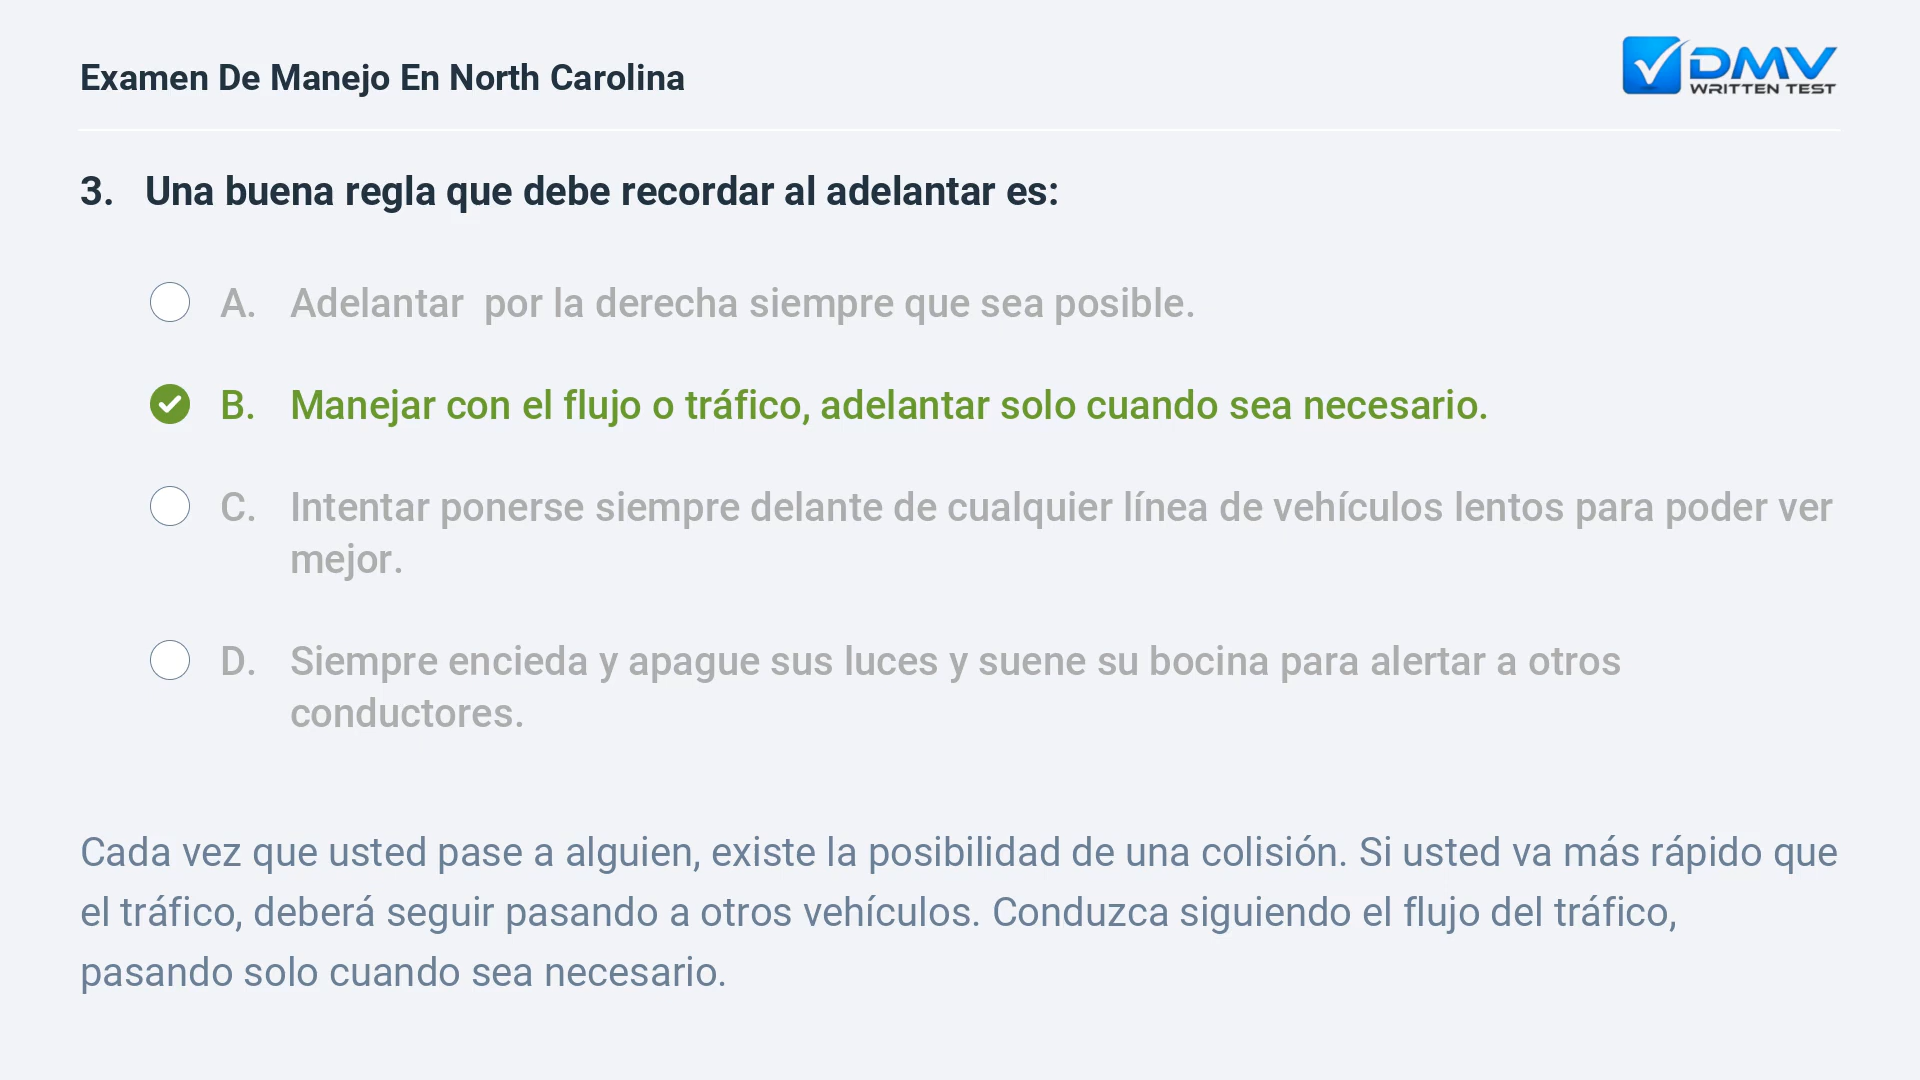 Examen De Manejo En North Carolina
DMV
WRITTEN TEST
3. Una buena regla que debe recordar al adelantar es:
A. Adelantar  por la derecha siempre que sea posible.
B. Manejar con el flujo o tráfico, adelantar solo cuando sea necesario.
C. Intentar ponerse siempre delante de cualquier línea de vehículos lentos para poder ver
mejor.
D. Siempre encieda y apague sus luces y suene su bocina para alertar a otros
conductores.
Cada vez que usted pase a alguien, existe la posibilidad de una colisión. Si usted va más rápido que
el tráfico, deberá seguir pasando a otros vehículos. Conduzca siguiendo el flujo del tráfico,
pasando solo cuando sea necesario.